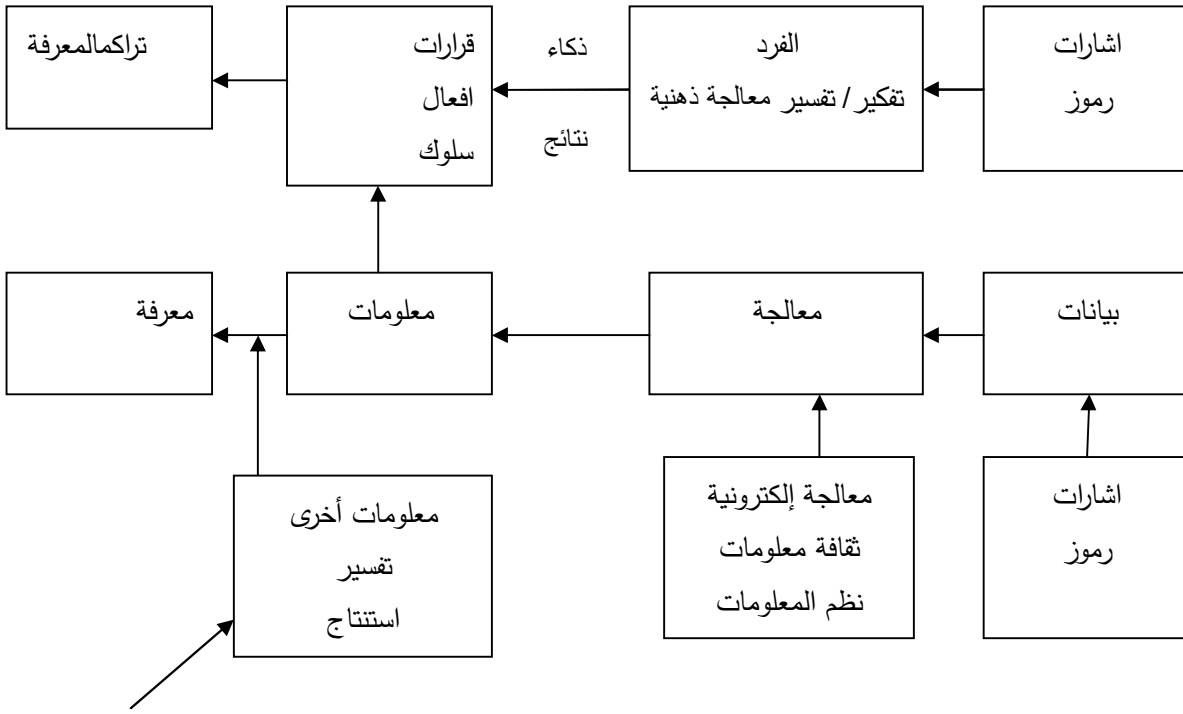 اشارات
رموز
الفرد
تفكير / تفسير معالجة ذهنية
ذكاء
نتائج
قرارات
افعال
سلوك
تراكمالمعرفة
بيانات
معالجة
معلومات
معرفة
اشارات
رموز
معالجة إلكترونية
ثقافة معلومات
نظم المعلومات
معلومات أخرى
تفسير
استنتاج